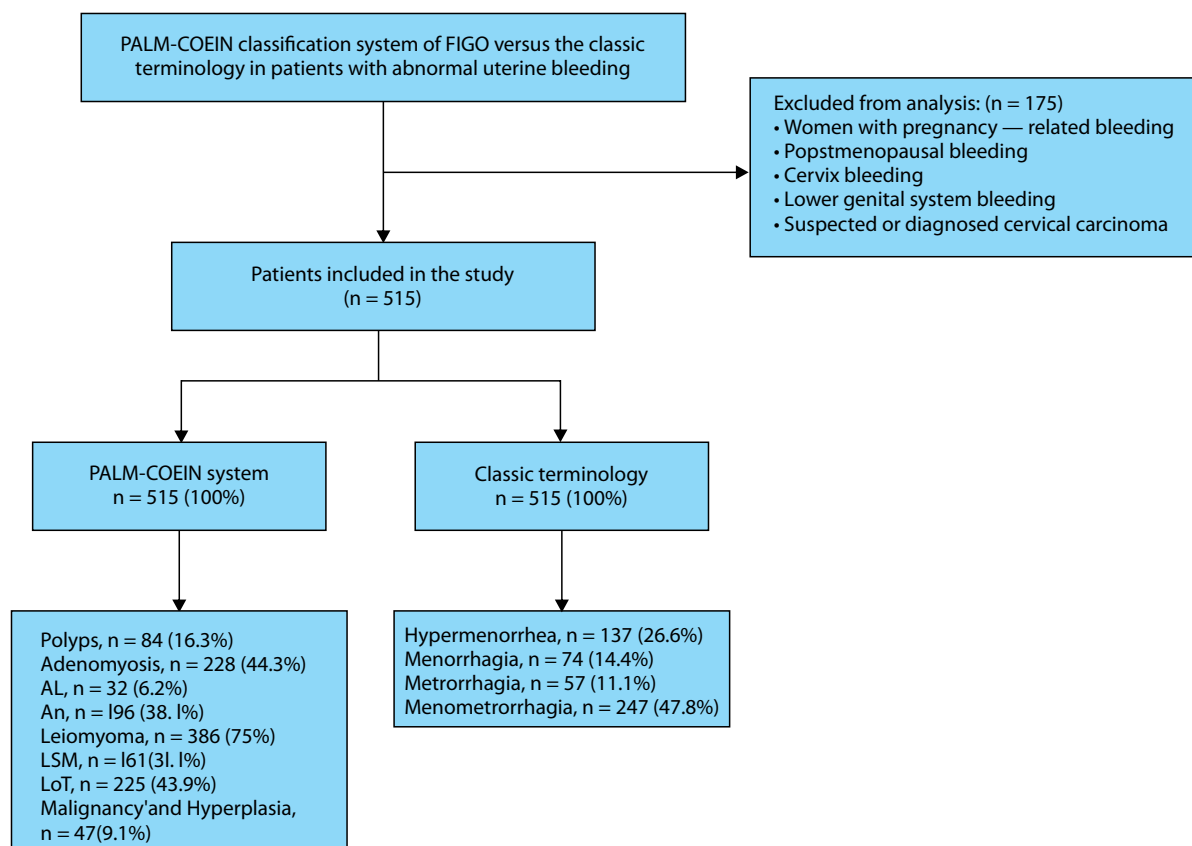 PALM-COEIN classification system of FIGO versus the classic
terminology in patients with abnormal uterine bleeding
Excluded from analysis: (n = 175)
• Women with pregnancy — related bleeding
• Popstmenopausal bleeding
• Cervix bleeding
• Lower genital system bleeding
• Suspected or diagnosed cervical carcinoma
Patients included in the study
(n = 515)
PALM-COEIN system
n = 515 (100%)
Classic terminology
n = 515 (100%)
Polyps, n = 84 (16.3%)
Adenomyosis, n = 228 (44.3%)
AL, n = 32 (6.2%)
An, n = l96 (38. l%)
Leiomyoma, n = 386 (75%)
LSM, n = l61(3l. l%)
LoT, n = 225 (43.9%)
Malignancy'and Hyperplasia,
n = 47(9.1%)
Hypermenorrhea, n = 137 (26.6%)
Menorrhagia, n = 74 (14.4%)
Metrorrhagia, n = 57 (11.1%)
Menometrorrhagia, n = 247 (47.8%)